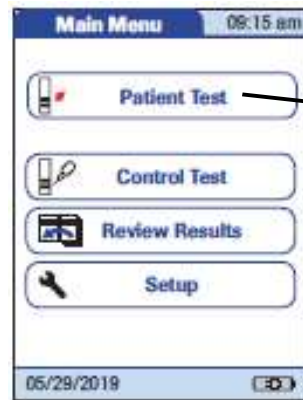 Main Menu 09:15 am
Patient Test
Control Test
Review Results
Setup
05/29/2019